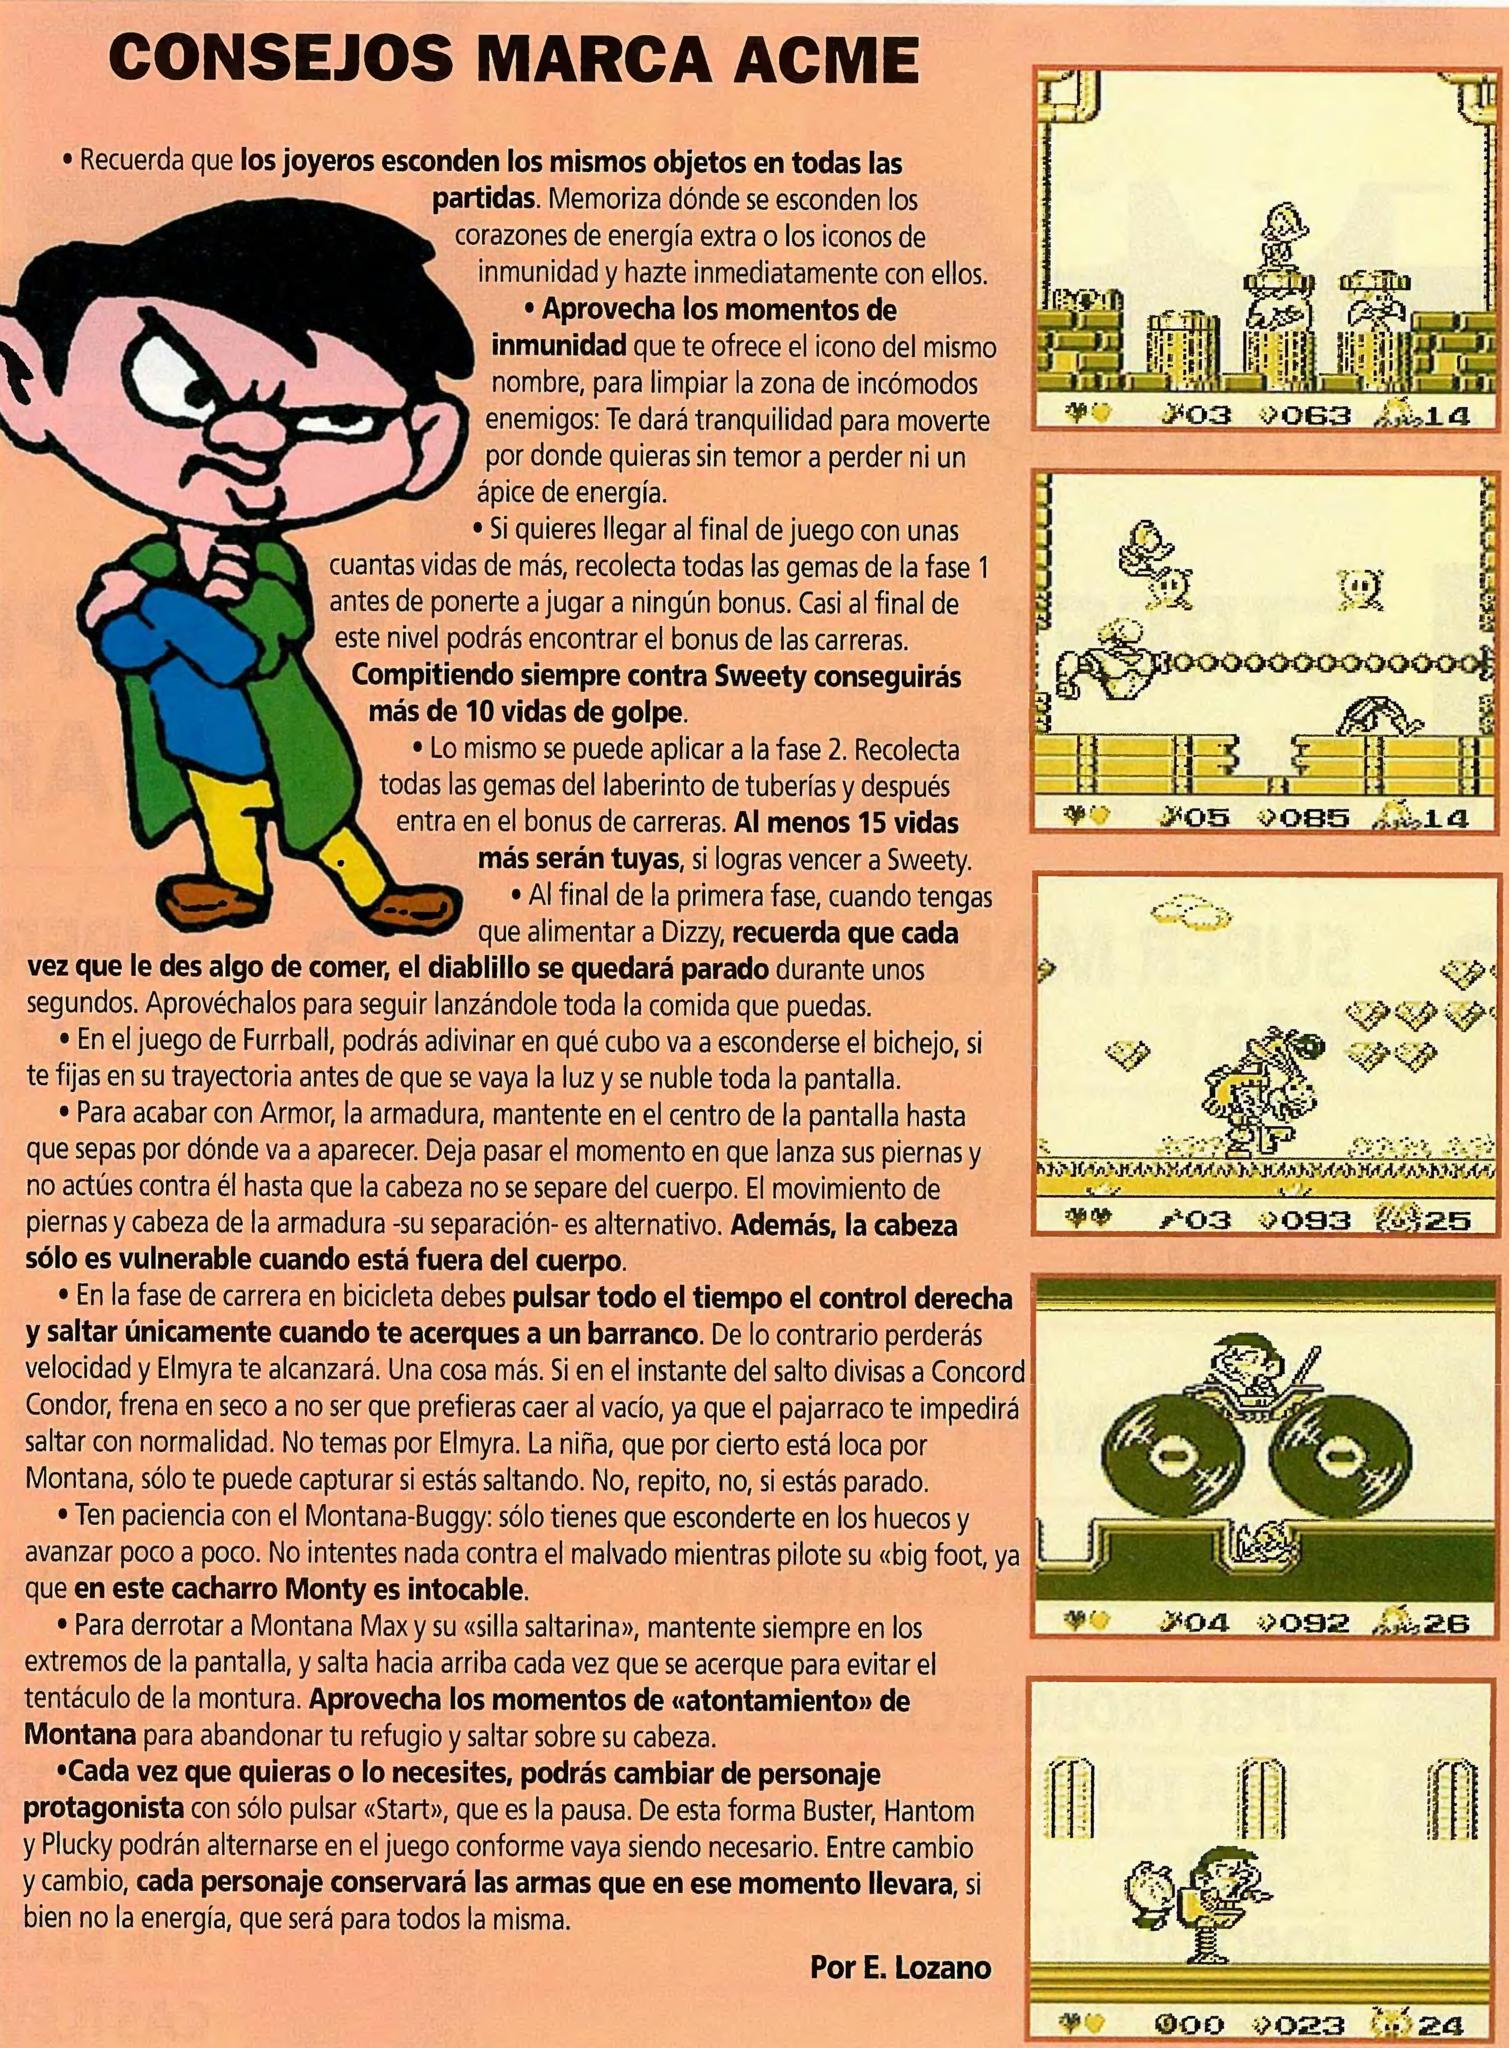 CONSEJOS MARCA ACME
• Recuerda que los joyeros esconden los mismos objetos en todas las
partidas. Memoriza dónde se esconden los
corazones de energía extra o los iconos de
inmunidad y hazte inmediatamente con ellos.
• Aprovecha los momentos de
inmunidad que te ofrece el icono del mismo
nombre, para limpiar la zona de incómodos
enemigos: Te dará tranquilidad para moverte
por donde quieras sin temor a perder ni un
ápice de energía.
• Si quieres llegar al final de juego con unas
cuantas vidas de más, recolecta todas las gemas de la fase 1
antes de ponerte a jugar a ningún bonus. Casi al final de
este nivel podrás encontrar el bonus de las carreras.
Compitiendo siempre contra Sweety conseguirás
más de 10 vidas de golpe.
• Lo mismo se puede aplicar a la fase 2. Recolecta
todas las gemas del laberinto de tuberías y después
entra en el bonus de carreras. Al menos 15 vidas
más serán tuyas, si logras vencer a Sweety.
• Al final de la primera fase, cuando tengas
que alimentar a Dizzy, recuerda que cada
vez que le des algo de comer, el diablillo se quedará parado durante unos
segundos. Aprovéchalos para seguir lanzándole toda la comida que puedas.
• En el juego de Furrball, podrás adivinar en qué cubo va a esconderse el bichejo, si
te fijas en su trayectoria antes de que se vaya la luz y se nuble toda la pantalla.
• Para acabar con Armor, la armadura, mantente en el centro de la pantalla hasta
que sepas por dónde va a aparecer. Deja pasar el momento en que lanza sus piernas y
no actúes contra él hasta que la cabeza no se separe del cuerpo. El movimiento de
piernas y cabeza de la armadura -su separación- es alternativo. Además, la cabeza
sólo es vulnerable cuando está fuera del cuerpo.
• En la fase de carrera en bicicleta debes pulsar todo el tiempo el control derecha
y saltar únicamente cuando te acerques a un barranco. De lo contrario perderás
velocidad y Elmyra te alcanzará. Una cosa más. Si en el instante del salto divisas a Concord
Condor, frena en seco a no ser que prefieras caer al vacío, ya que el pajarraco te impedirá
saltar con normalidad. No temas por Elmyra. La niña, que por cierto está loca por
Montana, sólo te puede capturar si estás saltando. No, repito, no, si estás parado.
• Ten paciencia con el Montana-Buggy: sólo tienes que esconderte en los huecos y
avanzar poco a poco. No intentes nada contra el malvado mientras pilote su «big foot, ya
que en este cacharro Monty es intocable.
• Para derrotar a Montana Max y su «silla saltarina», mantente siempre en los
extremos de la pantalla, y salta hacia arriba cada vez que se acerque para evitar el
tentáculo de la montura. Aprovecha los momentos de «atontamiento» de
Montana para abandonar tu refugio y saltar sobre su cabeza.
•Cada vez que quieras o lo necesites, podrás cambiar de personaje
protagonista con sólo pulsar «Start», que es la pausa. De esta forma Buster, Hantom
y Plucky podrán alternarse en el juego conforme vaya siendo necesario. Entre cambio
y cambio, cada personaje conservará las armas que en ese momento llevara, si
bien no la energía, que será para todos la misma.
Por E. Lozano
03 063 14
05 085 14
03 093 25
04 092 26
00 023 24